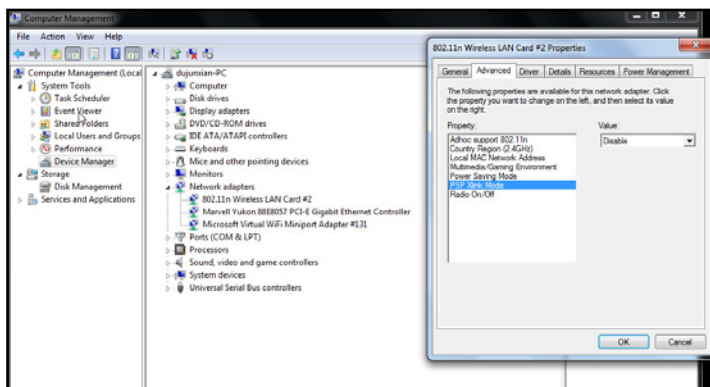 Computer Management
File Action View Help
Computer Management (Local
System Tools
Task Scheduler
Event Viewer
Shared Folders
Local Users and Groups
Performance
Device Manager
Storage
Disk Management
Services and Applications
dujunxian-PC
Computer
Disk drives
Display adapters
DVD/CD-ROM drives
IDE ATA/ATAPI controllers
Keyboards
Mice and other pointing devices
Monitors
Network adapters
802.11n Wireless LAN Card #2
Marvell Yukon 88E8057 PCI-E Gigabit Ethernet Controller
Microsoft Virtual WiFi Miniport Adapter #131
Ports (COM & LPT)
Processors
Sound, video and game controllers
System devices
Universal Serial Bus controllers
802.11n Wireless LAN Card #2 Properties
General Advanced Driver Details Resources Power Management
The following properties are available for this network adapter. Click
the property you want to change on the left, and then select its value
on the right.
Property:
Value:
Adhoc support 802.11n
Country Region (2.4GHz)
Local MAC Network Address
Multimedia/Gaming Environment
Power Saving Mode
PSP Xlink Mode
Radio On/Off
Disable
OK Cancel